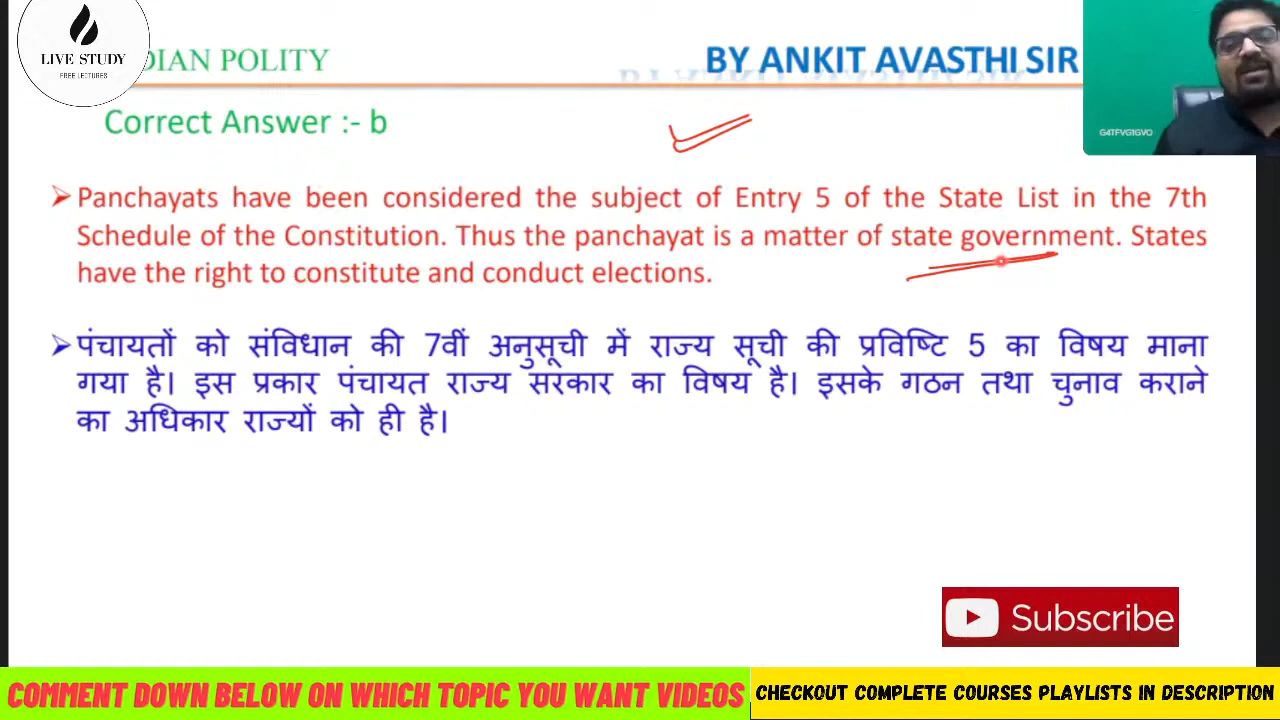 LIVE STUDY
FREE LECTURES
DIAN POLITY
BY ANKIT AVASTHI SIR
G4TFVG1GVO
Correct Answer :- b
Panchayats have been considered the subject of Entry 5 of the State List in the 7th
Schedule of the Constitution. Thus the panchayat is a matter of state government. States
have the right to constitute and conduct elections.
पंचायतों को संविधान की 7वीं अनुसूची में राज्य सूची की प्रविष्टि 5 का विषय माना
गया है। इस प्रकार पंचायत राज्य सरकार का विषय है। इसके गठन तथा चुनाव कराने
का अधिकार राज्यों को ही है।
Subscribe
COMMENT DOWN BELOW ON WHICH TOPIC YOU WANT VIDEOS
CHECKOUT COMPLETE COURSES PLAYLISTS IN DESCRIPTION